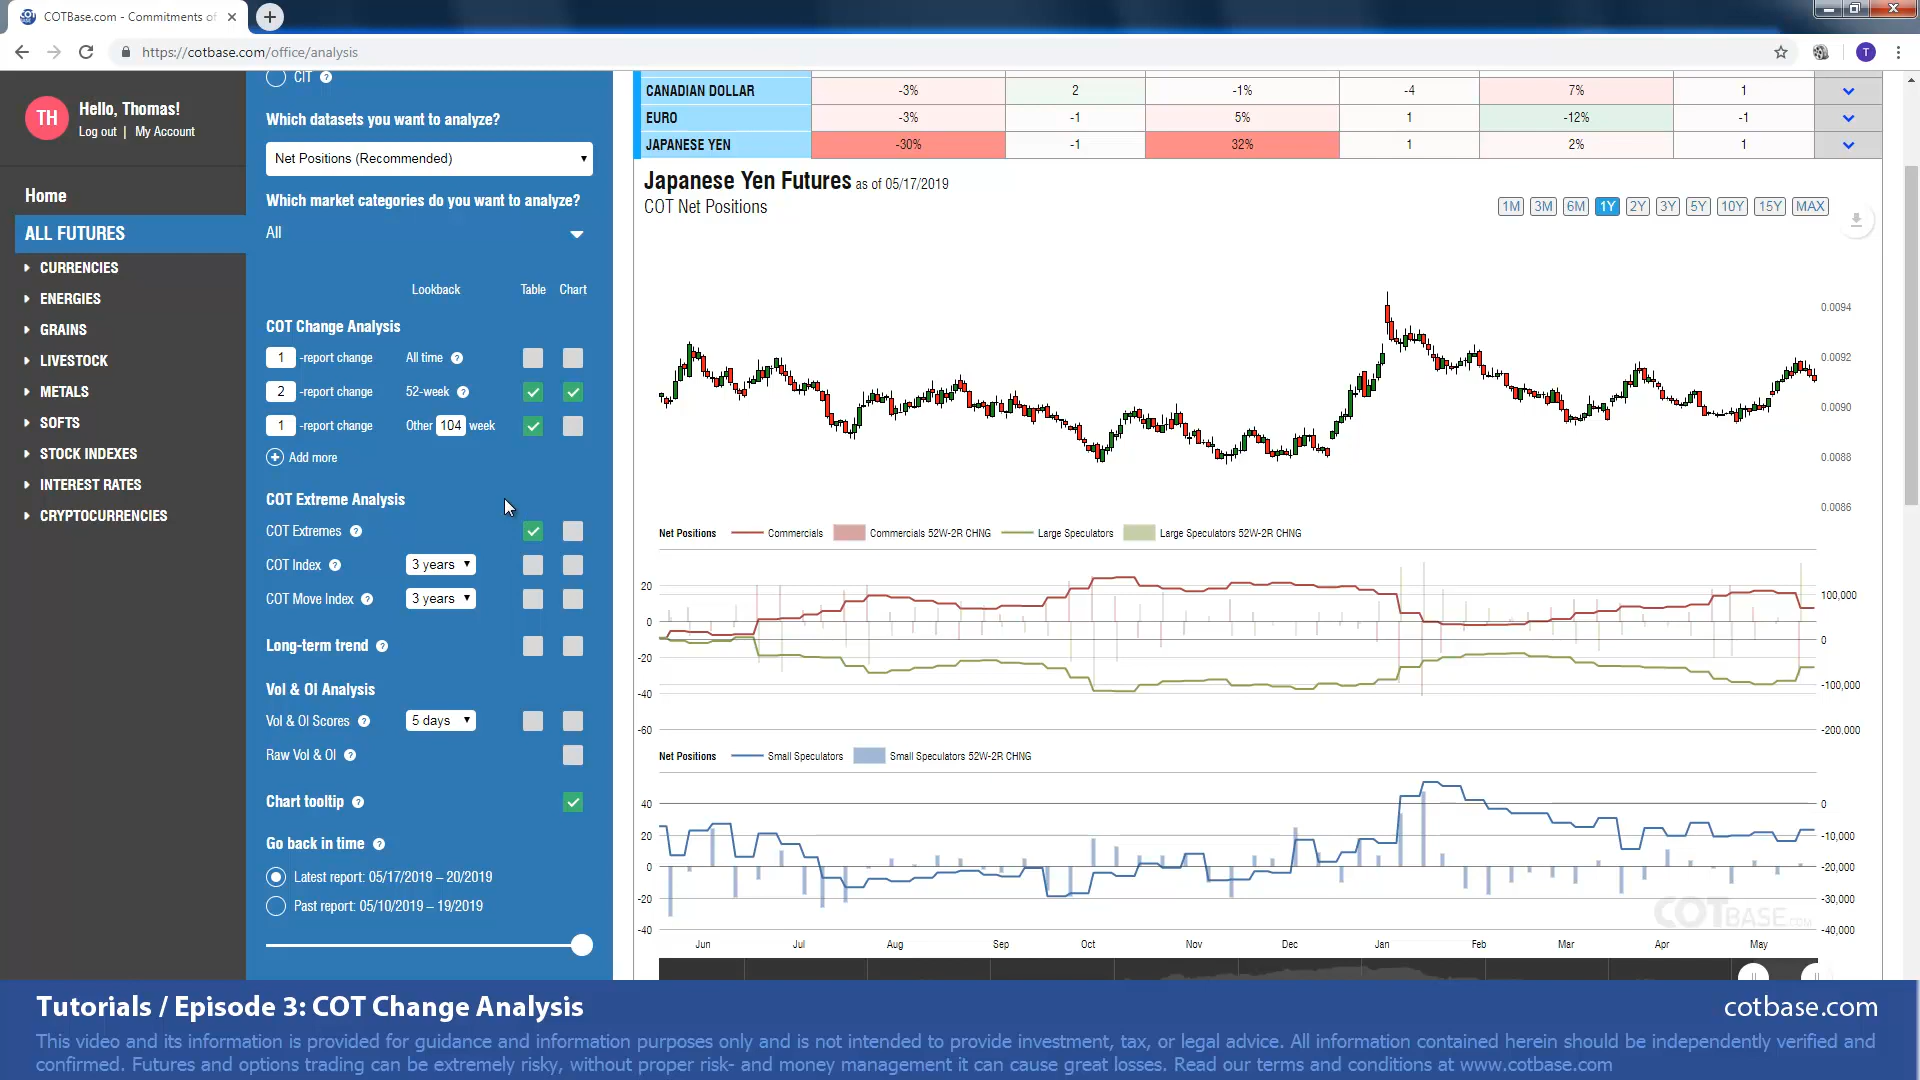 COTBase.com - Commitments of
https://cotbase.com/office/analysis
T
TH
Hello, Thomas!
Log out | My Account
Home
ALL FUTURES
CURRENCIES
ENERGIES
GRAINS
LIVESTOCK
METALS
SOFTS
STOCK INDEXES
INTEREST RATES
CRYPTOCURRENCIES
CIT ?
Which datasets you want to analyze?
Net Positions (Recommended)
Which market categories do you want to analyze?
All
Lookback Table Chart
COT Change Analysis
1 -report change All time ?
2 -report change 52-week ?
1 -report change Other 104 week
Add more
COT Extreme Analysis
COT Extremes ?
COT Index ? 3 years
COT Move Index ? 3 years
Long-term trend ?
Vol & OI Analysis
Vol & OI Scores ? 5 days
Raw Vol & OI ?
Chart tooltip ?
Go back in time ?
Latest report: 05/17/2019 – 20/2019
Past report: 05/10/2019 – 19/2019
CANADIAN DOLLAR -3% 2 -1% -4 7% 1
EURO -3% -1 5% 1 -12% -1
JAPANESE YEN -30% -1 32% 1 2% 1
Japanese Yen Futures as of 05/17/2019
COT Net Positions
1M 3M 6M 1Y 2Y 3Y 5Y 10Y 15Y MAX
0.0094
0.0092
0.0090
0.0088
0.0086
Net Positions Commercials Commercials 52W-2R CHNG Large Speculators Large Speculators 52W-2R CHNG
20 100,000
0 0
-20
-40 -100,000
-60 -200,000
Net Positions Small Speculators Small Speculators 52W-2R CHNG
40 0
20 -10,000
0 -20,000
-20 -30,000
-40 -40,000
COTBASE.COM
Jun Jul Aug Sep Oct Nov Dec Jan Feb Mar Apr May
Tutorials / Episode 3: COT Change Analysis
cotbase.com
This video and its information is provided for guidance and information purposes only and is not intended to provide investment, tax, or legal advice. All information contained herein should be independently verified and
confirmed. Futures and options trading can be extremely risky, without proper risk- and money management it can cause great losses. Read our terms and conditions at www.cotbase.com